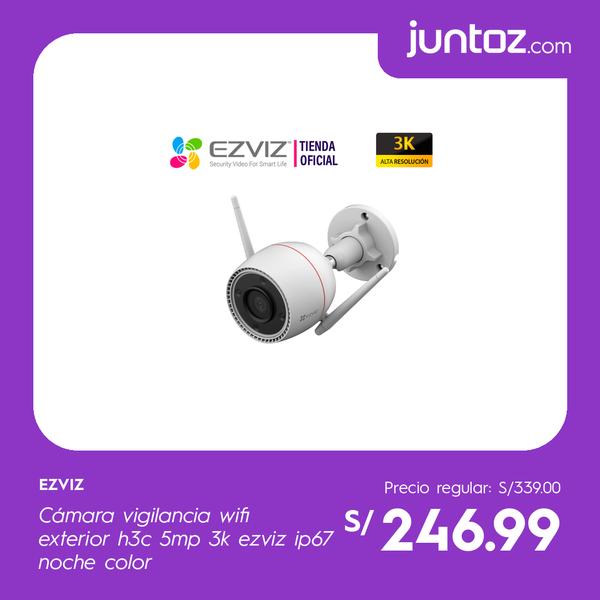 juntoz.com
EZVIZ
Security Video For Smart Life
TIENDA
OFICIAL
3K
ALTA RESOLUCIÓN
EZVIZ
EZVIZ
Cámara vigilancia wifi
exterior h3c 5mp 3k ezviz ip67
noche color
Precio regular: S/339.00
S/ 246.99